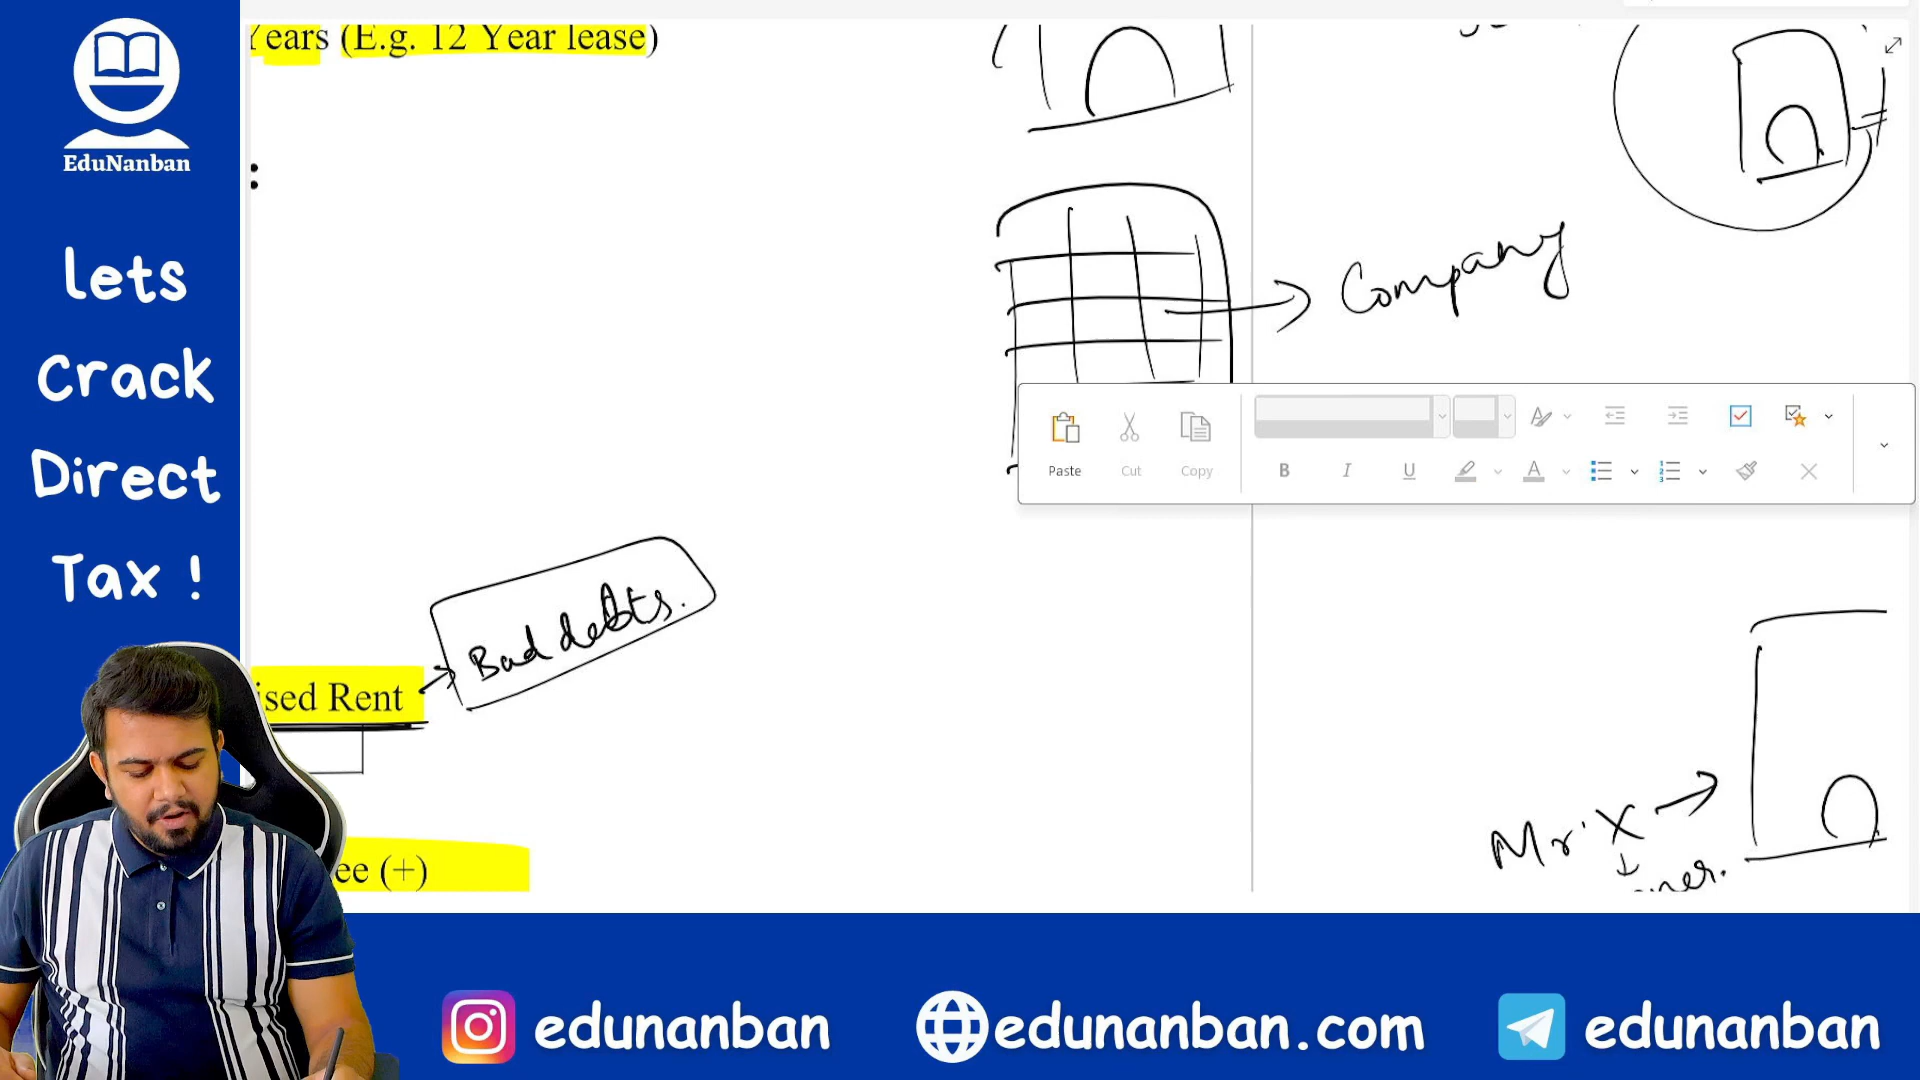 EduNanban
lets
Crack
Direct
Tax !
Years (E.g. 12 Year lease)
:
Company
Paste
Cut
Copy
B
I
U
A
Bad debts.
ised Rent
ee (+)
Mr. X
edunanban
edunanban.com
edunanban